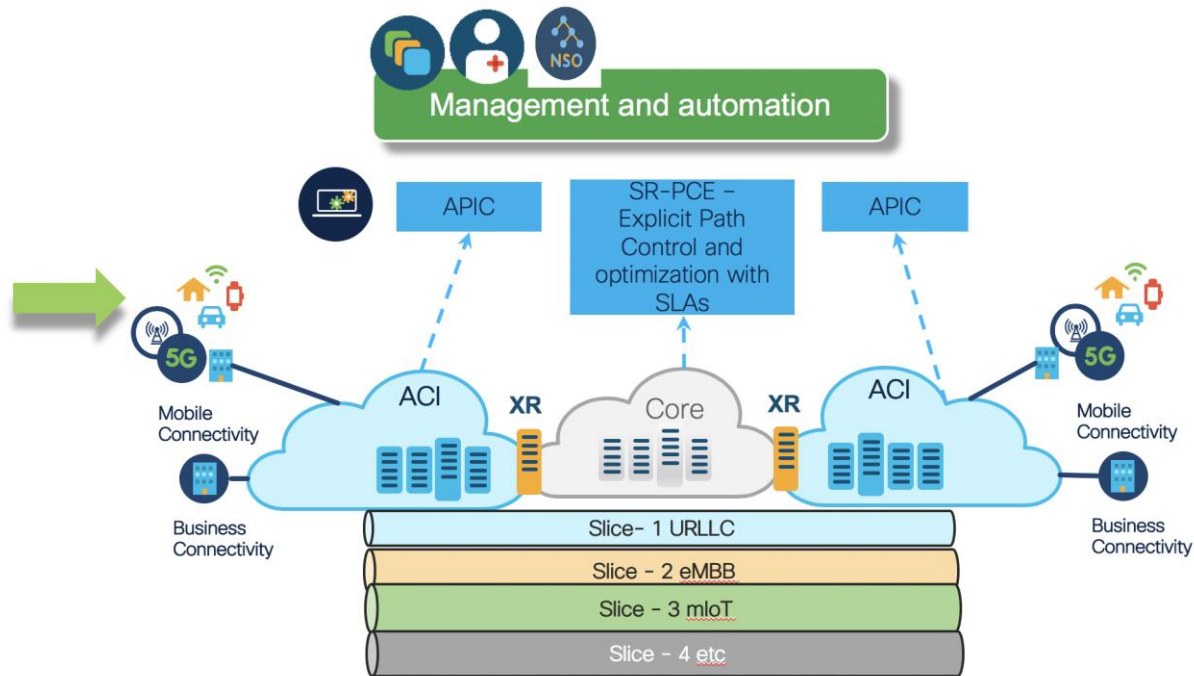 NSO
Management and automation
APIC
SR-PCE –
Explicit Path
Control and
optimization with
SLAs
APIC
5G
Mobile
Connectivity
Business
Connectivity
ACI
XR
Core
XR
ACI
5G
Mobile
Connectivity
Business
Connectivity
Slice- 1 URLLC
Slice - 2 eMBB
Slice - 3 mIoT
Slice - 4 etc